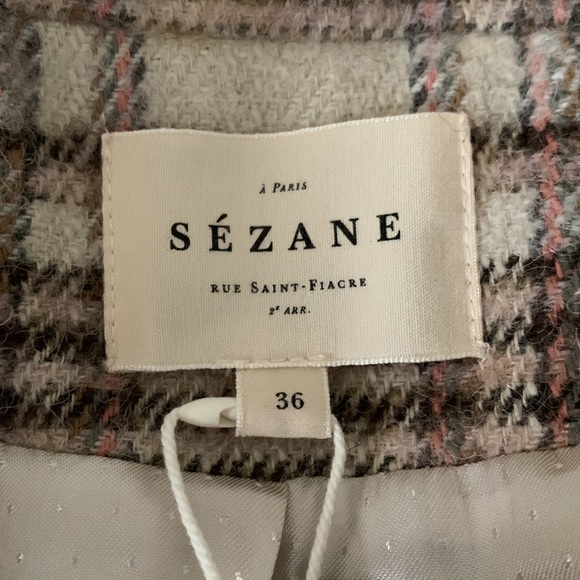 À PARIS
SÉZANE
RUE SAINT-FIACRE
2ᵉ ARR.
36